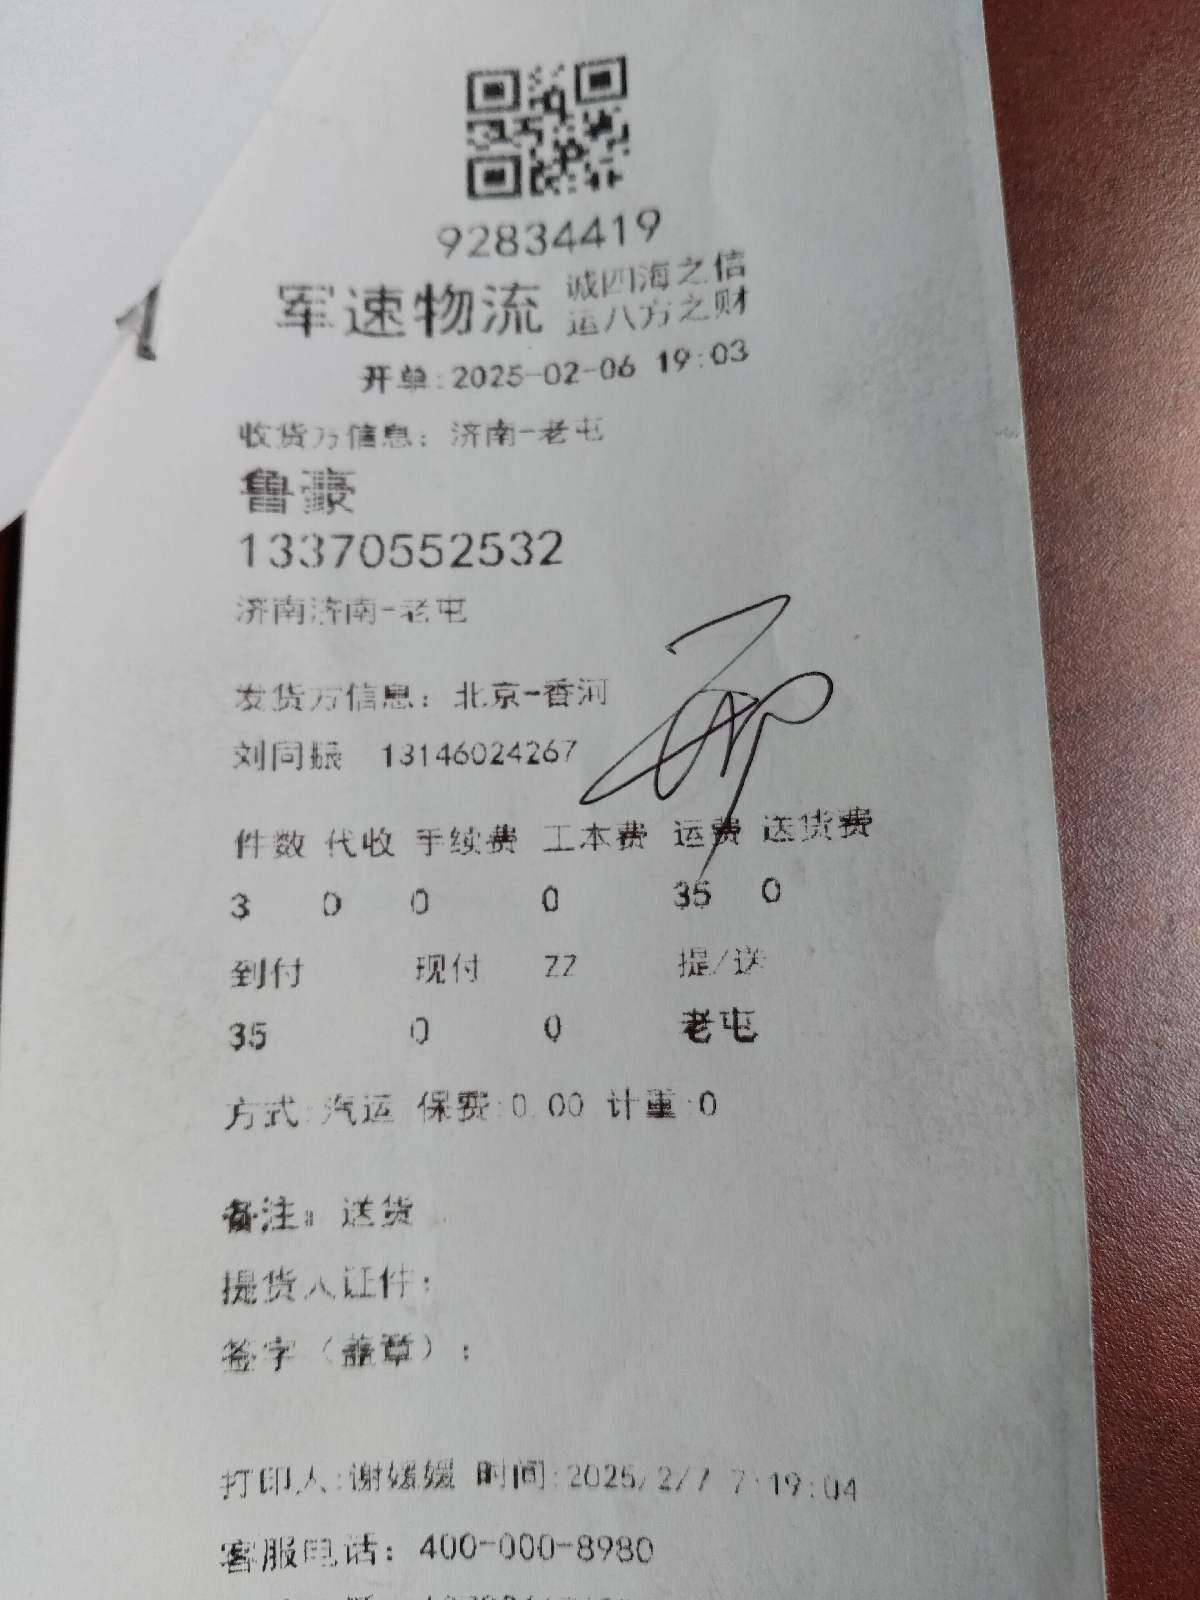 92834419
军速物流 诚四海之信
运八方之财
开单:2025-02-06 19:03
收货方信息：济南-老屯
鲁豪
13370552532
济南济南-老屯
发货方信息：北京-香河
刘同振 13146024267
件数 代收 手续费 工本费 运费 送货费
3 0 0 0 35 0
到付 现付 ZZ 提/送
35 0 0 老屯
方式:汽运 保费:0.00 计重:0
备注：送货
提货人证件：
签字（盖章）：
打印人:谢媛媛 时间:2025/2/7 7:19:04
客服电话：400-000-8980